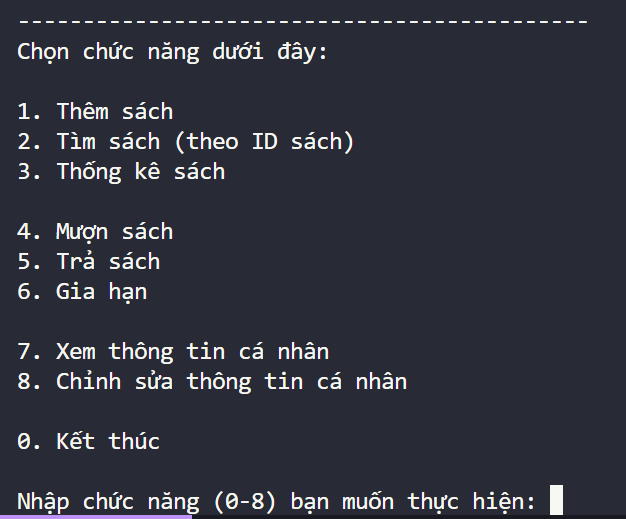 --------------------------------------------
Chọn chức năng dưới đây:
1. Thêm sách
2. Tìm sách (theo ID sách)
3. Thống kê sách
4. Mượn sách
5. Trả sách
6. Gia hạn
7. Xem thông tin cá nhân
8. Chỉnh sửa thông tin cá nhân
0. Kết thúc
Nhập chức năng (0-8) bạn muốn thực hiện: